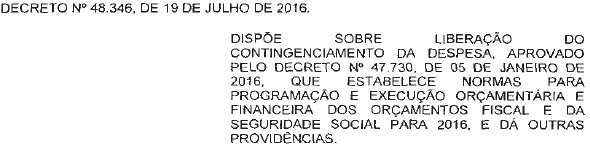 DECRETO Nº 48.346, DE 19 DE JULHO DE 2016.
DISPÕE SOBRE LIBERAÇÃO DO
CONTINGENCIAMENTO DA DESPESA, APROVADO
PELO DECRETO Nº 47.730, DE 05 DE JANEIRO DE
2016, QUE ESTABELECE NORMAS PARA
PROGRAMAÇÃO E EXECUÇÃO ORÇAMENTÁRIA E
FINANCEIRA DOS ORÇAMENTOS FISCAL E DA
SEGURIDADE SOCIAL PARA 2016, E DÁ OUTRAS
PROVIDÊNCIAS.